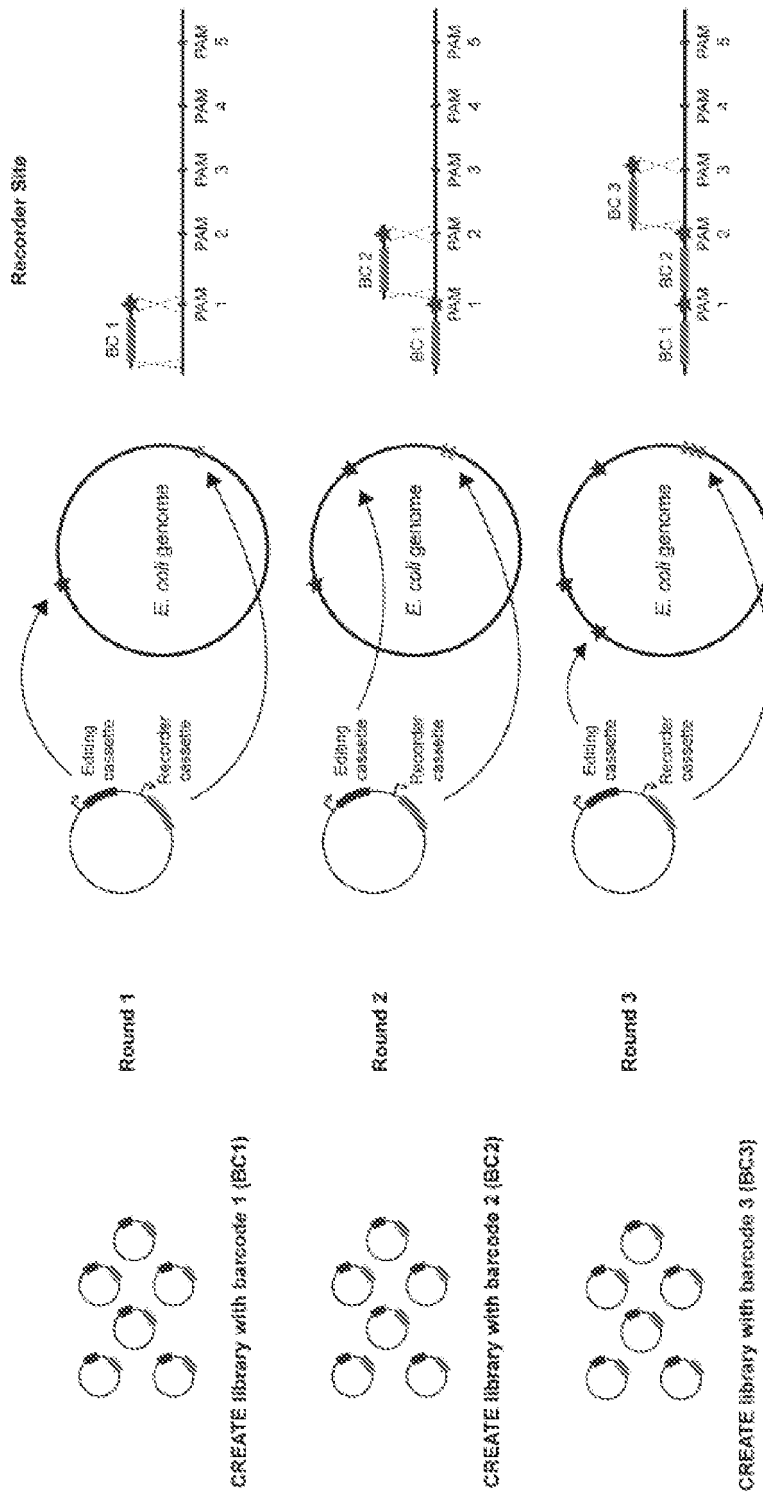 CREATE library with barcode 1 (BC1)
Round 1
Editing
cassette
Recorder
cassette
E. coli genome
Recorder Site
BC 1
PAM
1
PAM
2
PAM
3
PAM
4
PAM
5
CREATE library with barcode 2 (BC2)
Round 2
Editing
cassette
Recorder
cassette
E. coli genome
BC 2
BC 1
PAM
1
PAM
2
PAM
3
PAM
4
PAM
5
CREATE library with barcode 3 (BC3)
Round 3
Editing
cassette
Recorder
cassette
E. coli genome
BC 3
BC 1
BC 2
PAM
1
PAM
2
PAM
3
PAM
4
PAM
5